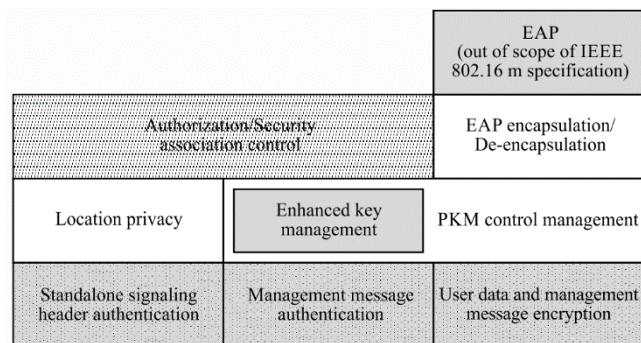 EAP
(out of scope of IEEE
802.16 m specification)
Authorization/Security
association control
EAP encapsulation/
De-encapsulation
Location privacy
Enhanced key
management
PKM control management
Standalone signaling
header authentication
Management message
authentication
User data and management
message encryption